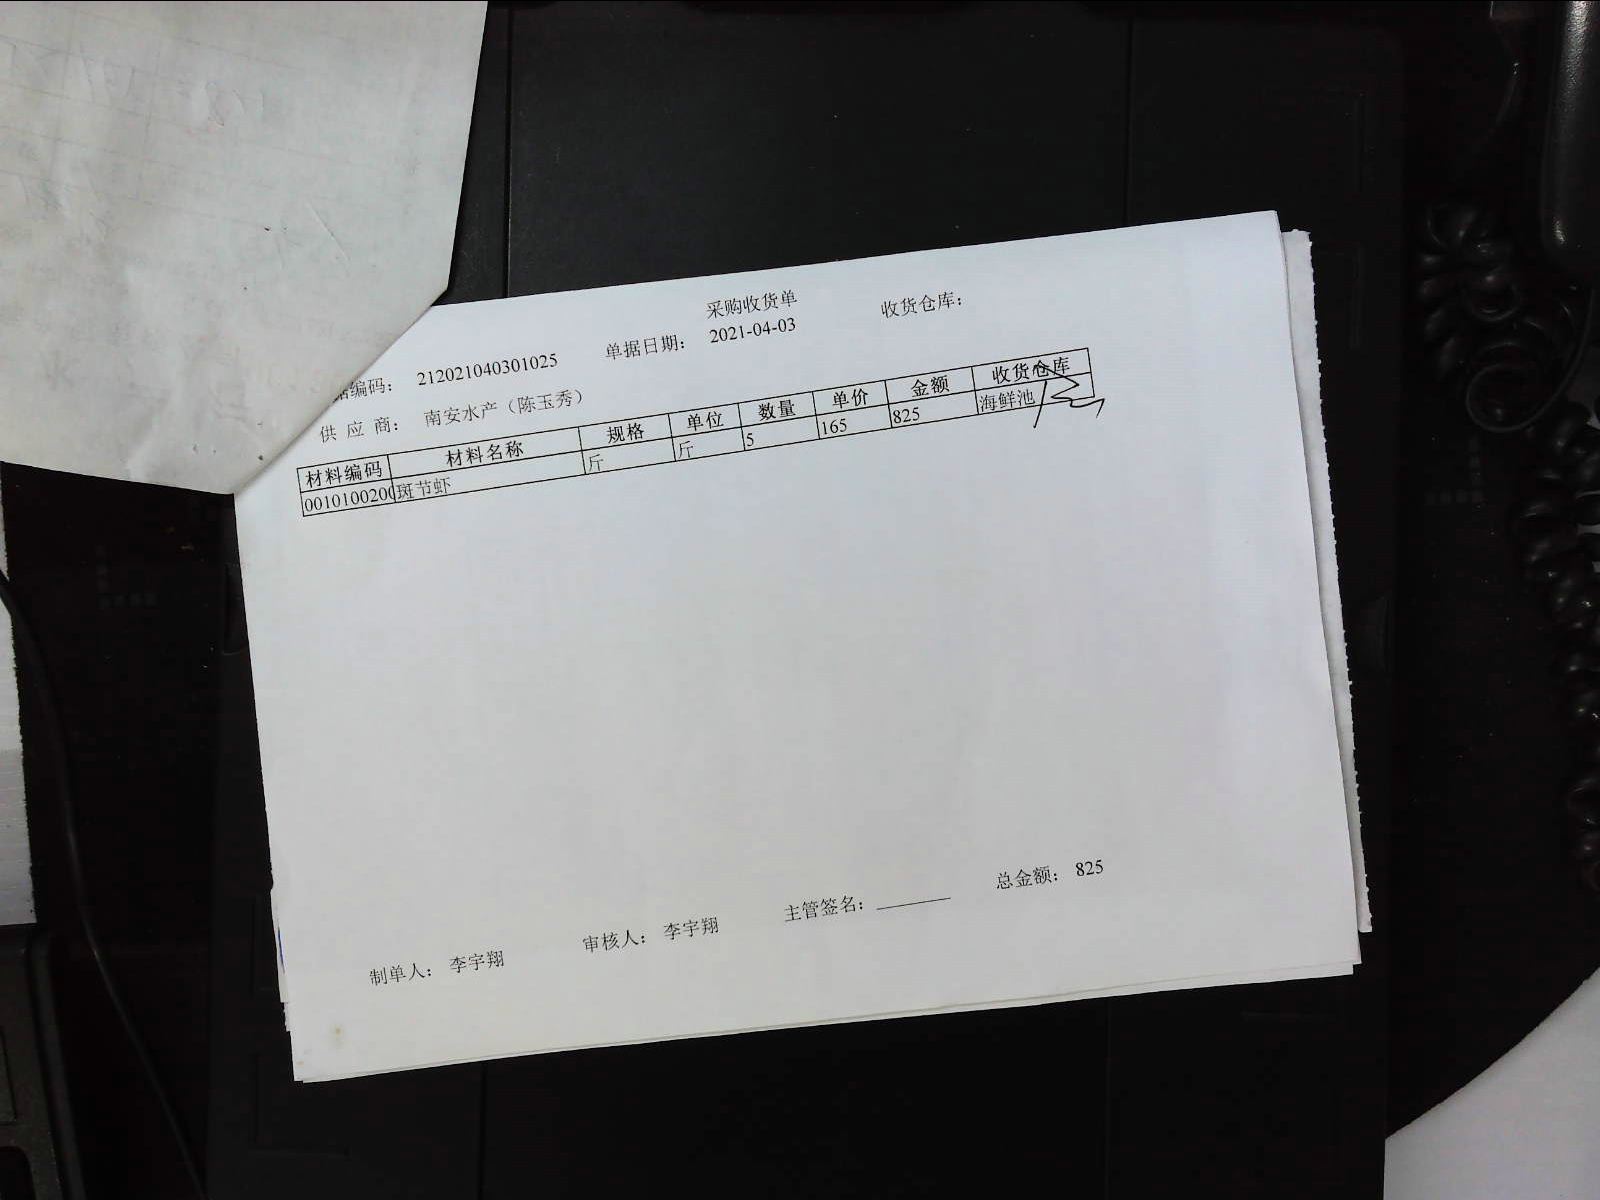 采购收货单
编码： 212021040301025 单据日期： 2021-04-03 收货仓库：
供 应 商： 南安水产（陈玉秀）
材料编码 材料名称 规格 单位 数量 单价 金额 收货仓库
0010100200 斑节虾 斤 斤 5 165 825 海鲜池
总金额： 825
制单人： 李宇翔 审核人： 李宇翔 主管签名：